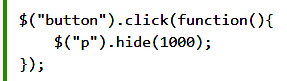 $("button").click(function(){
    $("p").hide(1000);
});